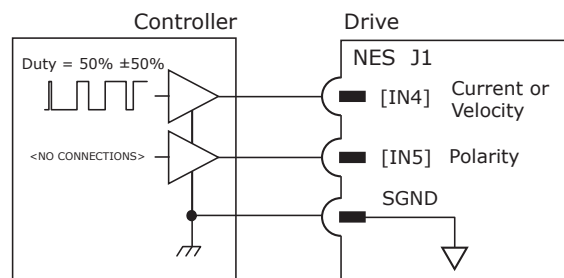 Controller
Drive
NES J1
Duty = 50% ±50%
[IN4]
Current or
Velocity
<NO CONNECTIONS>
[IN5]
Polarity
SGND